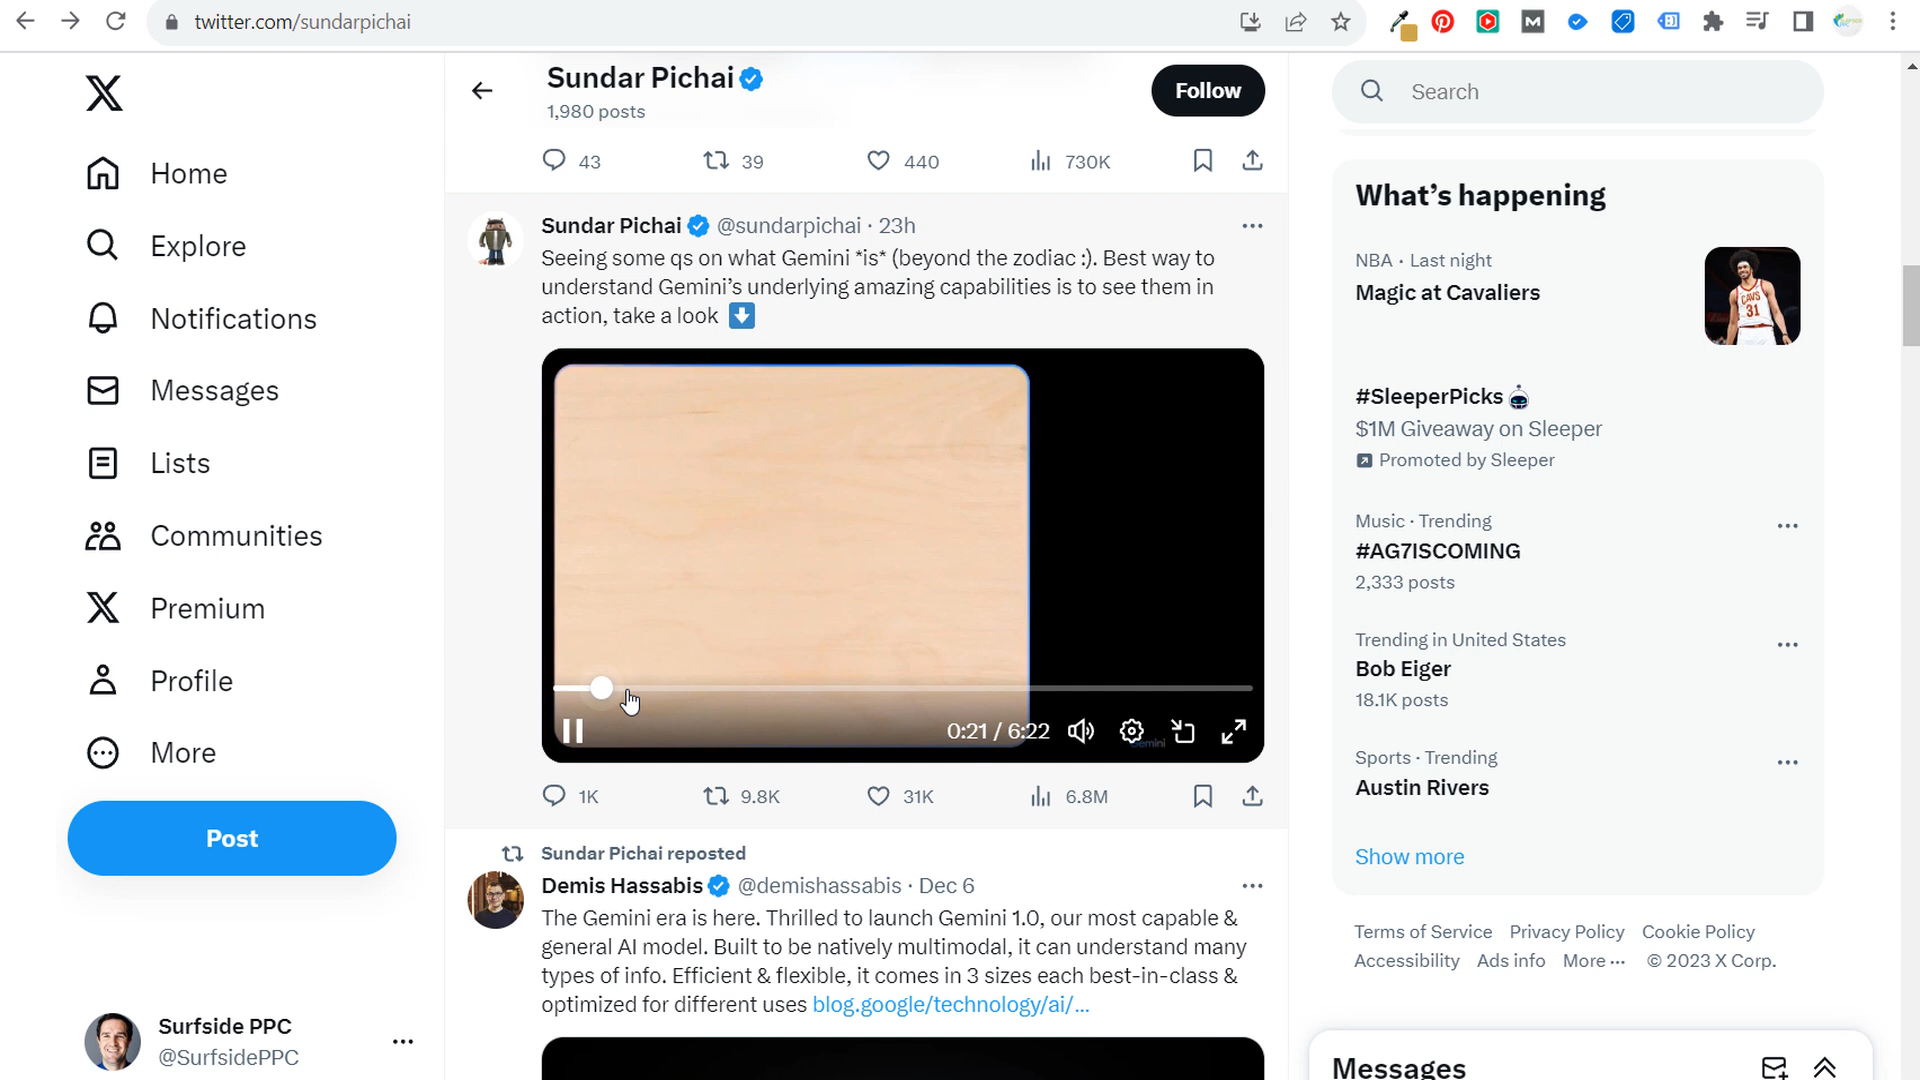 twitter.com/sundarpichai
Home
Explore
Notifications
Messages
Lists
Communities
Premium
Profile
More
Post
Surfside PPC
@SurfsidePPC
Sundar Pichai
1,980 posts
Follow
43 39 440 730K
Sundar Pichai @sundarpichai · 23h
Seeing some qs on what Gemini *is* (beyond the zodiac :). Best way to
understand Gemini’s underlying amazing capabilities is to see them in
action, take a look ⬇️
0:21 / 6:22
Gemini
1K 9.8K 31K 6.8M
Sundar Pichai reposted
Demis Hassabis @demishassabis · Dec 6
The Gemini era is here. Thrilled to launch Gemini 1.0, our most capable &
general AI model. Built to be natively multimodal, it can understand many
types of info. Efficient & flexible, it comes in 3 sizes each best-in-class &
optimized for different uses blog.google/technology/ai/…
Search
What’s happening
NBA · Last night
Magic at Cavaliers
CAVS
31
#SleeperPicks
$1M Giveaway on Sleeper
Promoted by Sleeper
Music · Trending
#AG7ISCOMING
2,333 posts
Trending in United States
Bob Eiger
18.1K posts
Sports · Trending
Austin Rivers
Show more
Terms of Service Privacy Policy Cookie Policy
Accessibility Ads info More ··· © 2023 X Corp.
Messages